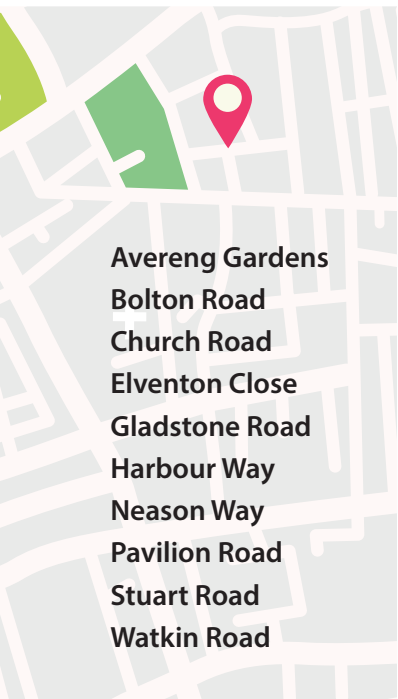 Avereng Gardens
Bolton Road
Church Road
Elventon Close
Gladstone Road
Harbour Way
Neason Way
Pavilion Road
Stuart Road
Watkin Road